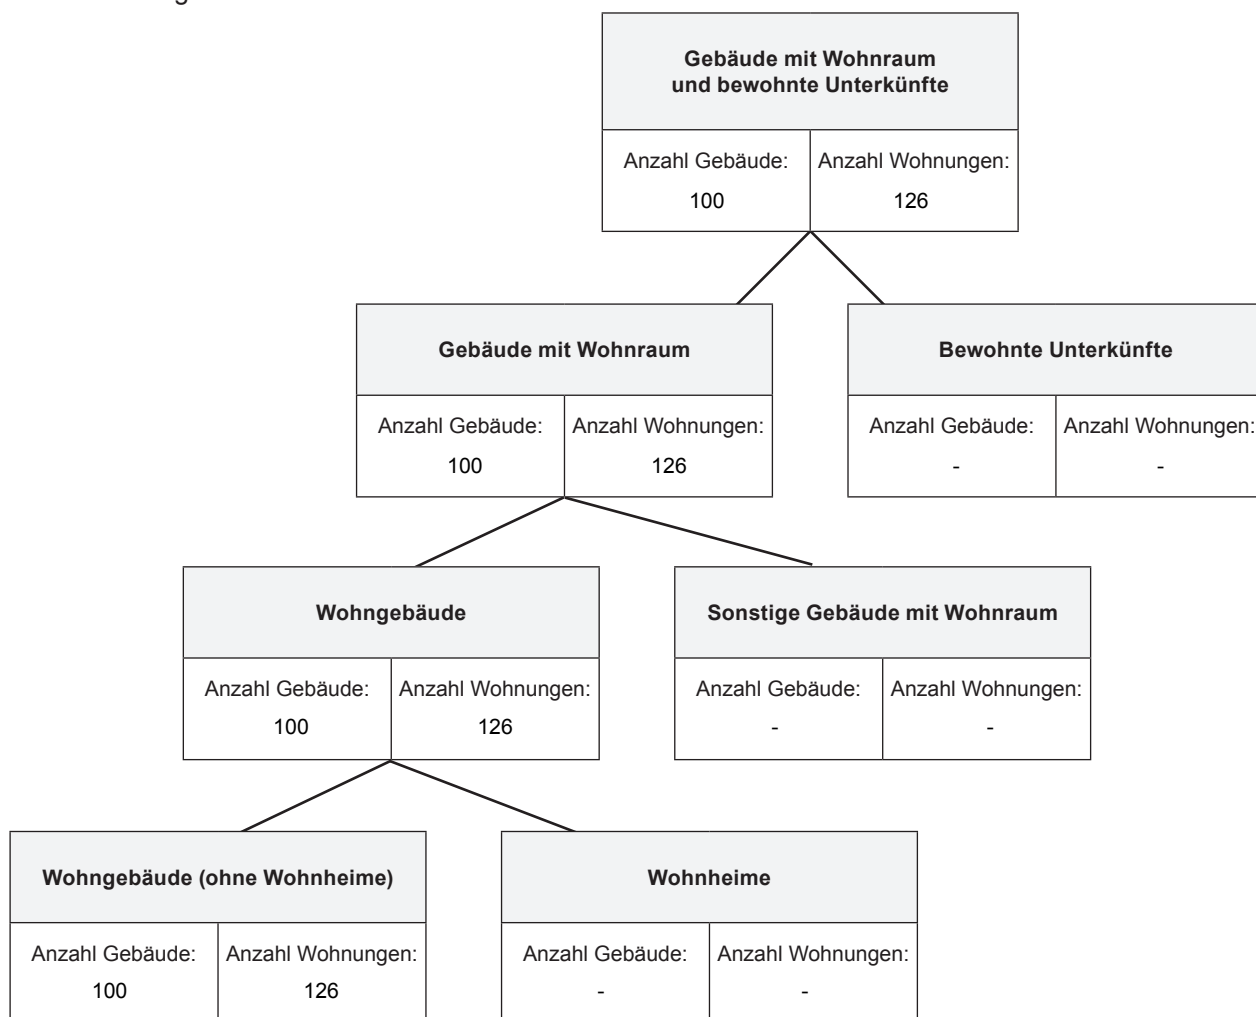 Gebäude mit Wohnraum
und bewohnte Unterkünfte
Anzahl Gebäude: Anzahl Wohnungen:
100 126
Gebäude mit Wohnraum
Anzahl Gebäude: Anzahl Wohnungen:
100 126
Bewohnte Unterkünfte
Anzahl Gebäude: Anzahl Wohnungen:
- -
Wohngebäude
Anzahl Gebäude: Anzahl Wohnungen:
100 126
Sonstige Gebäude mit Wohnraum
Anzahl Gebäude: Anzahl Wohnungen:
- -
Wohngebäude (ohne Wohnheime)
Anzahl Gebäude: Anzahl Wohnungen:
100 126
Wohnheime
Anzahl Gebäude: Anzahl Wohnungen:
- -